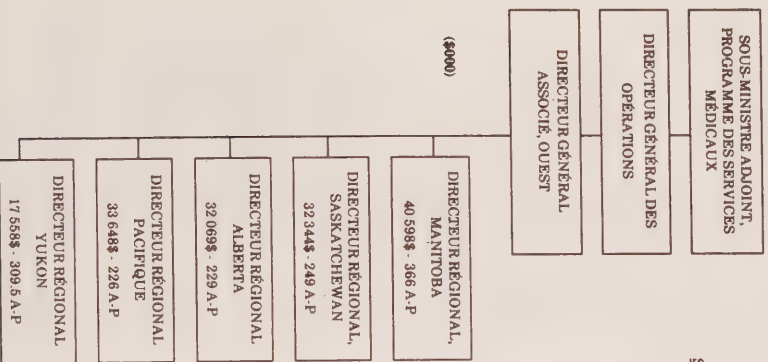 SOUS-MINISTRE ADJOINT,
PROGRAMME DES SERVICES
MÉDICAUX
DIRECTEUR GÉNÉRAL DES
OPÉRATIONS
DIRECTEUR GÉNÉRAL
ASSOCIÉ, OUEST
($000)
DIRECTEUR RÉGIONAL,
MANITOBA
40 598$ - 366 A-P
DIRECTEUR RÉGIONAL,
SASKATCHEWAN
32 344$ - 249 A-P
DIRECTEUR RÉGIONAL
ALBERTA
32 069$ - 229 A-P
DIRECTEUR RÉGIONAL
PACIFIQUE
33 648$ - 226 A-P
DIRECTEUR RÉGIONAL
YUKON
17 558$ - 309.5 A-P